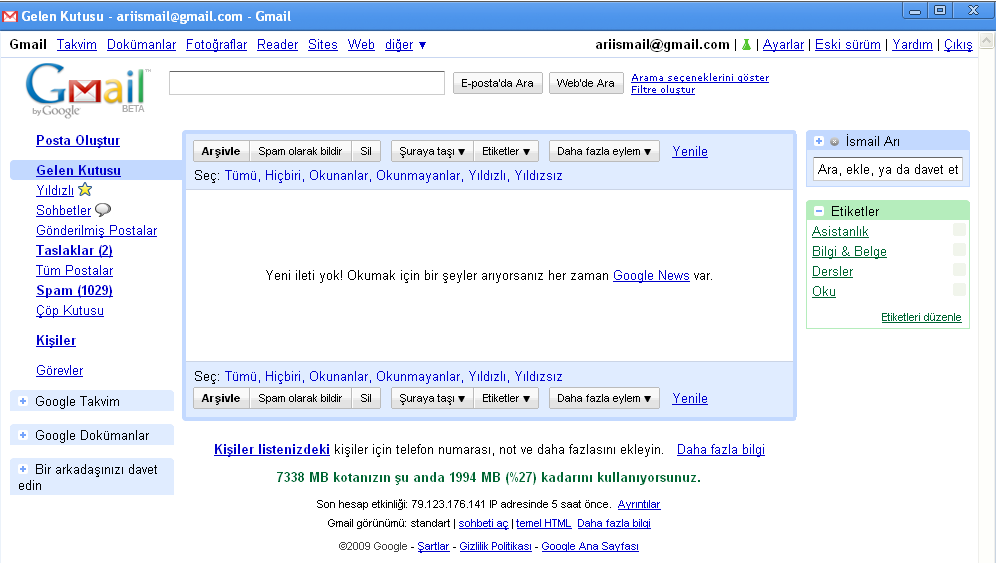 Gelen Kutusu - ariismail@gmail.com - Gmail
Gmail Takvim Dokümanlar Fotoğraflar Reader Sites Web diğer ▼ ariismail@gmail.com | | Ayarlar | Eski sürüm | Yardım | Çıkış
Gmail™ by Google BETA
E-posta'da Ara Web'de Ara Arama seçeneklerini göster
Filtre oluştur
Posta Oluştur
Gelen Kutusu
Yıldızlı
Sohbetler
Gönderilmiş Postalar
Taslaklar (2)
Tüm Postalar
Spam (1029)
Çöp Kutusu
Kişiler
Görevler
+ Google Takvim
+ Google Dokümanlar
+ Bir arkadaşınızı davet
edin
Arşivle Spam olarak bildir Sil Şuraya taşı ▼ Etiketler ▼ Daha fazla eylem ▼ Yenile
Seç: Tümü, Hiçbiri, Okunanlar, Okunmayanlar, Yıldızlı, Yıldızsız
Yeni ileti yok! Okumak için bir şeyler arıyorsanız her zaman Google News var.
Seç: Tümü, Hiçbiri, Okunanlar, Okunmayanlar, Yıldızlı, Yıldızsız
Arşivle Spam olarak bildir Sil Şuraya taşı ▼ Etiketler ▼ Daha fazla eylem ▼ Yenile
+ İsmail Arı
Ara, ekle, ya da davet et
− Etiketler
Asistanlık
Bilgi & Belge
Dersler
Oku
Etiketleri düzenle
Kişiler listenizdeki kişiler için telefon numarası, not ve daha fazlasını ekleyin. Daha fazla bilgi
7338 MB kotanızın şu anda 1994 MB (%27) kadarını kullanıyorsunuz.
Son hesap etkinliği: 79.123.176.141 IP adresinde 5 saat önce. Ayrıntılar
Gmail görünümü: standart | sohbeti aç | temel HTML Daha fazla bilgi
©2009 Google - Şartlar - Gizlilik Politikası - Google Ana Sayfası